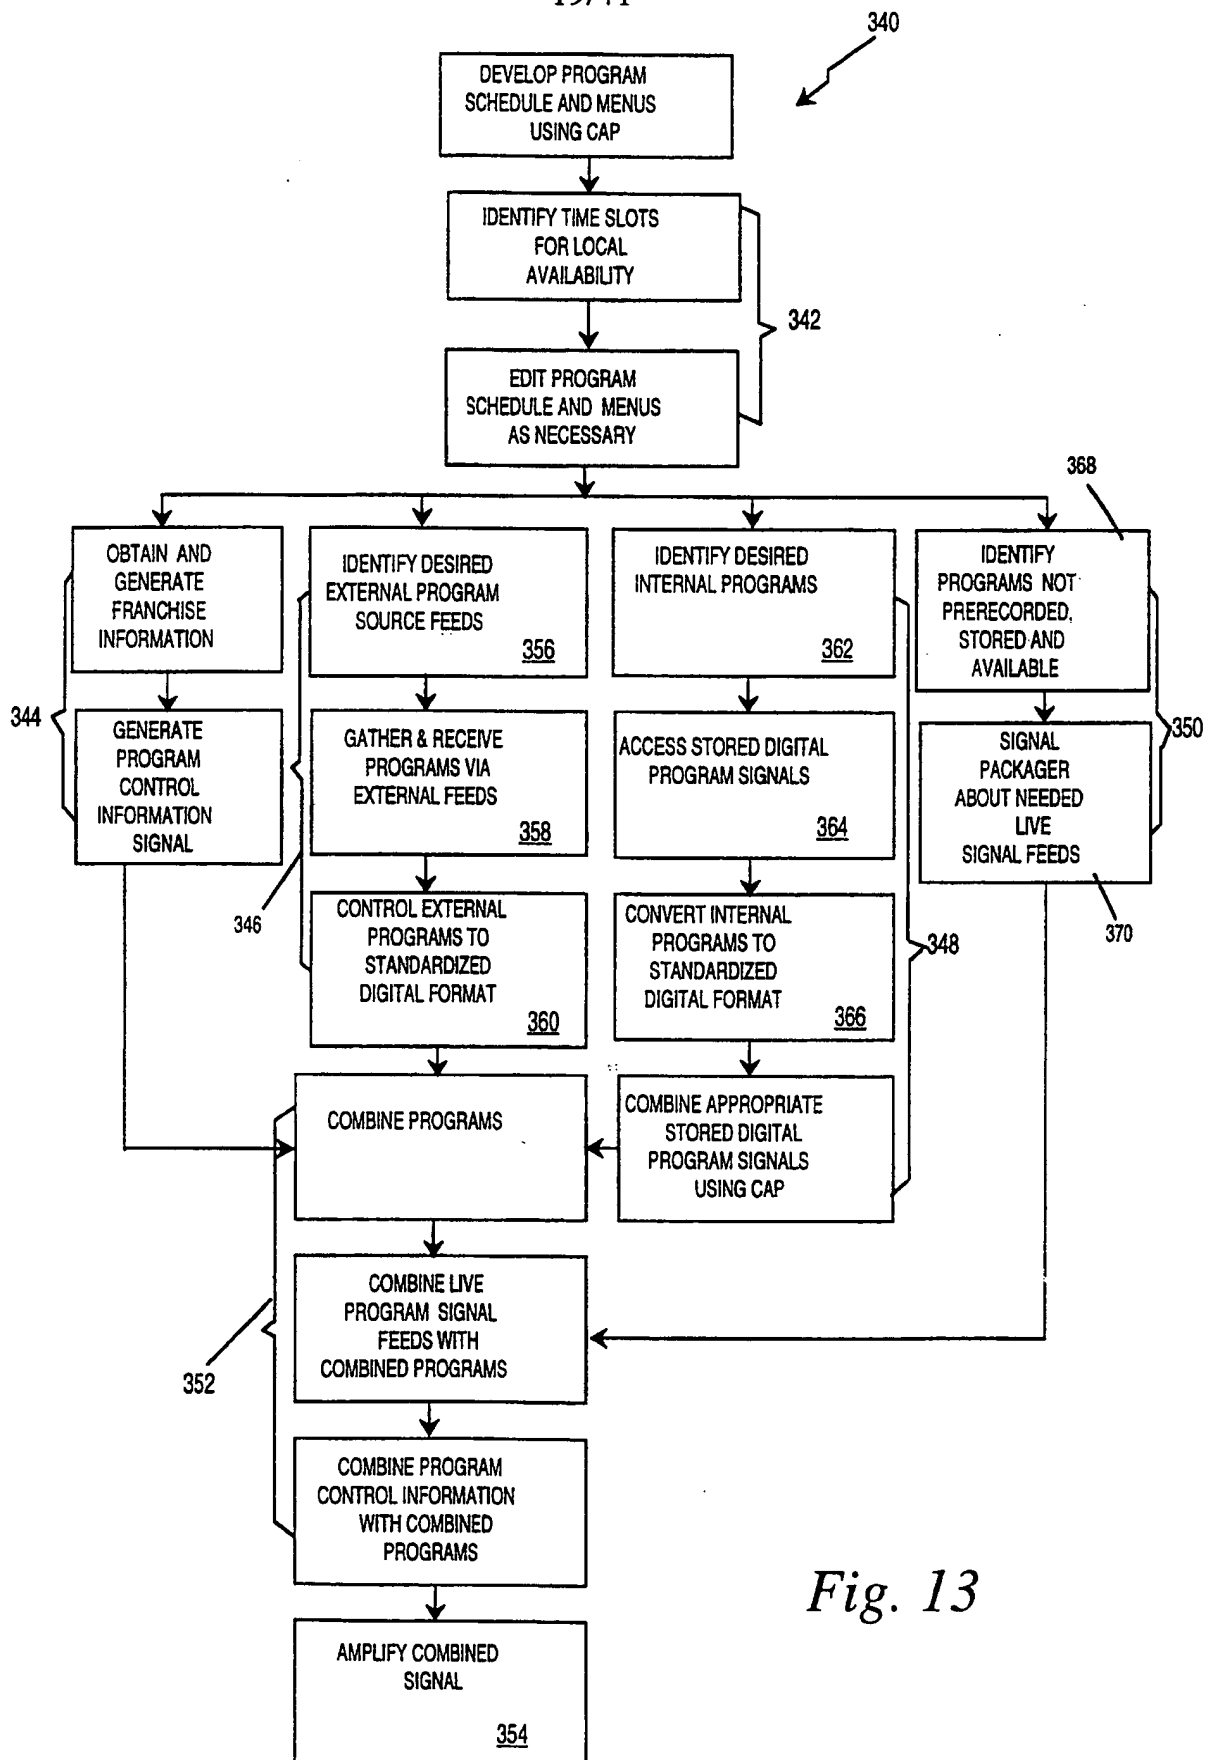 340
DEVELOP PROGRAM
SCHEDULE AND MENUS
USING CAP
IDENTIFY TIME SLOTS
FOR LOCAL
AVAILABILITY
342
EDIT PROGRAM
SCHEDULE AND MENUS
AS NECESSARY
368
OBTAIN AND
GENERATE
FRANCHISE
INFORMATION
IDENTIFY DESIRED
EXTERNAL PROGRAM
SOURCE FEEDS
356
IDENTIFY DESIRED
INTERNAL PROGRAMS
362
IDENTIFY
PROGRAMS NOT
PRERECORDED,
STORED AND
AVAILABLE
344
GENERATE
PROGRAM
CONTROL
INFORMATION
SIGNAL
GATHER & RECEIVE
PROGRAMS VIA
EXTERNAL FEEDS
358
ACCESS STORED DIGITAL
PROGRAM SIGNALS
364
SIGNAL
PACKAGER
ABOUT NEEDED
LIVE
SIGNAL FEEDS
350
346
CONTROL EXTERNAL
PROGRAMS TO
STANDARDIZED
DIGITAL FORMAT
360
CONVERT INTERNAL
PROGRAMS TO
STANDARDIZED
DIGITAL FORMAT
366
348
370
COMBINE PROGRAMS
COMBINE APPROPRIATE
STORED DIGITAL
PROGRAM SIGNALS
USING CAP
COMBINE LIVE
PROGRAM SIGNAL
FEEDS WITH
COMBINED PROGRAMS
352
COMBINE PROGRAM
CONTROL INFORMATION
WITH COMBINED
PROGRAMS
Fig. 13
AMPLIFY COMBINED
SIGNAL
354